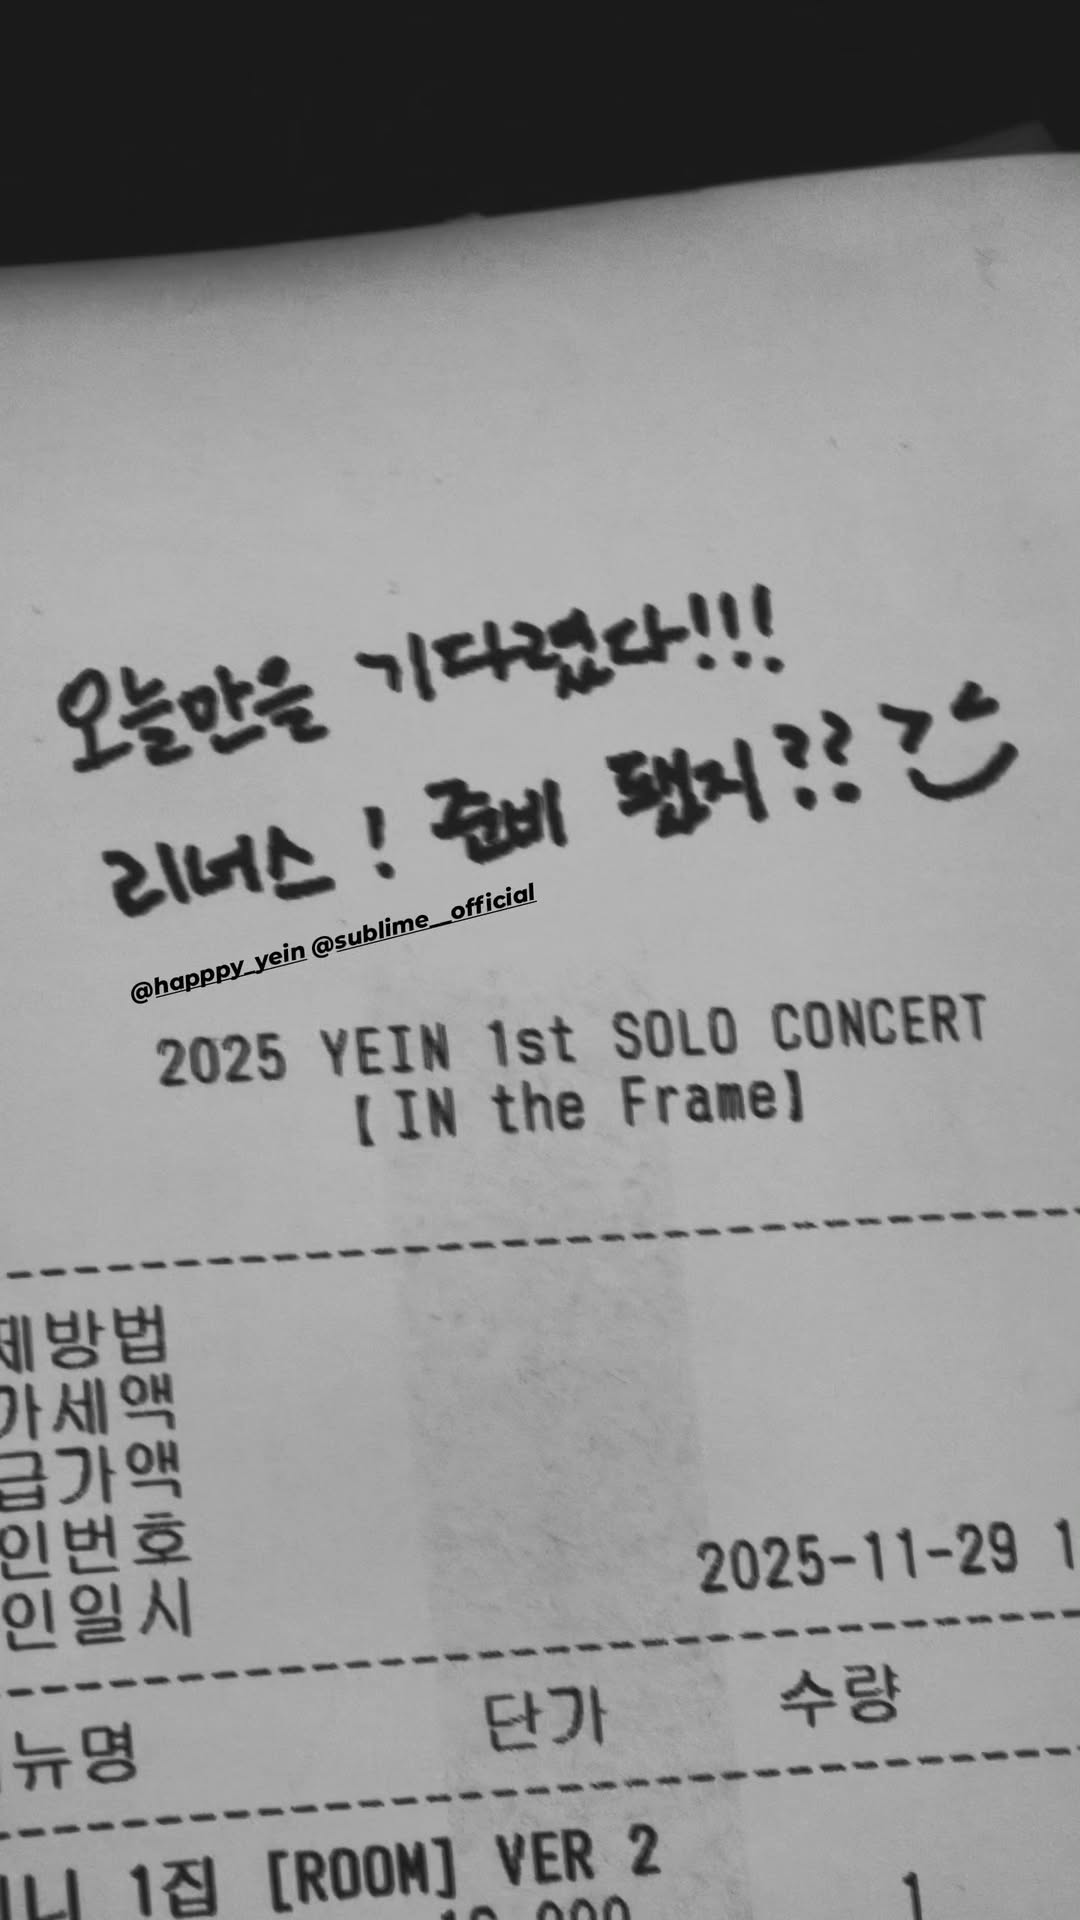 오늘만을 기다렸다!!!
리너스! 준비 됐지??
@happpy_yein @sublime__official
2025 YEIN 1st SOLO CONCERT
【IN the Frame】
제방법
가세액
급가액
인번호
인일시 2025-11-29 1
뉴명 단가 수량
니 1집 [ROOM] VER 2
1